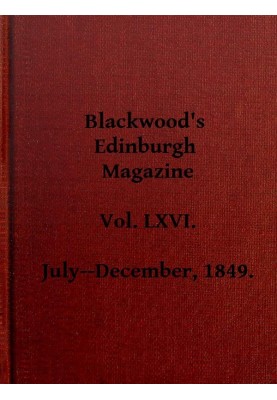 Blackwood's
Edinburgh
Magazine
Vol. LXVI.
July--December, 1849.